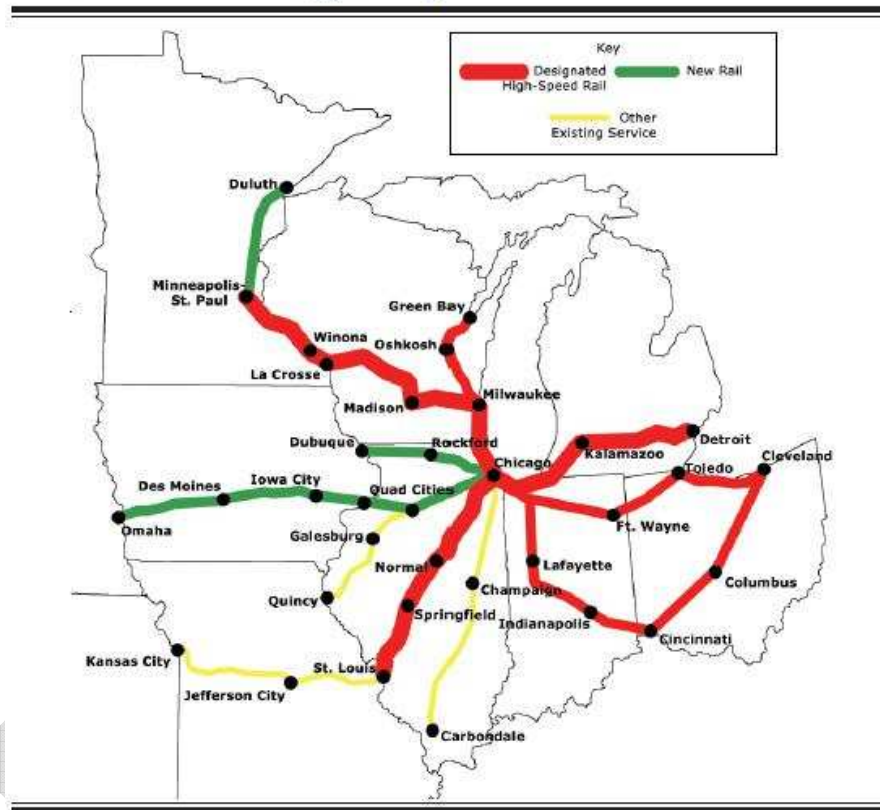 Key
Designated
High-Speed Rail
New Rail
Other
Existing Service
Duluth
Minneapolis-
St. Paul
Green Bay
Winona
Oshkosh
La Crosse
Madison
Milwaukee
Dubuque
Rockford
Kalamazoo
Detroit
Chicago
Toledo
Cleveland
Des Moines
Iowa City
Quad Cities
Omaha
Galesburg
Ft. Wayne
Normal
Lafayette
Champaign
Columbus
Quincy
Springfield
Indianapolis
Cincinnati
Kansas City
St. Louis
Jefferson City
Carbondale